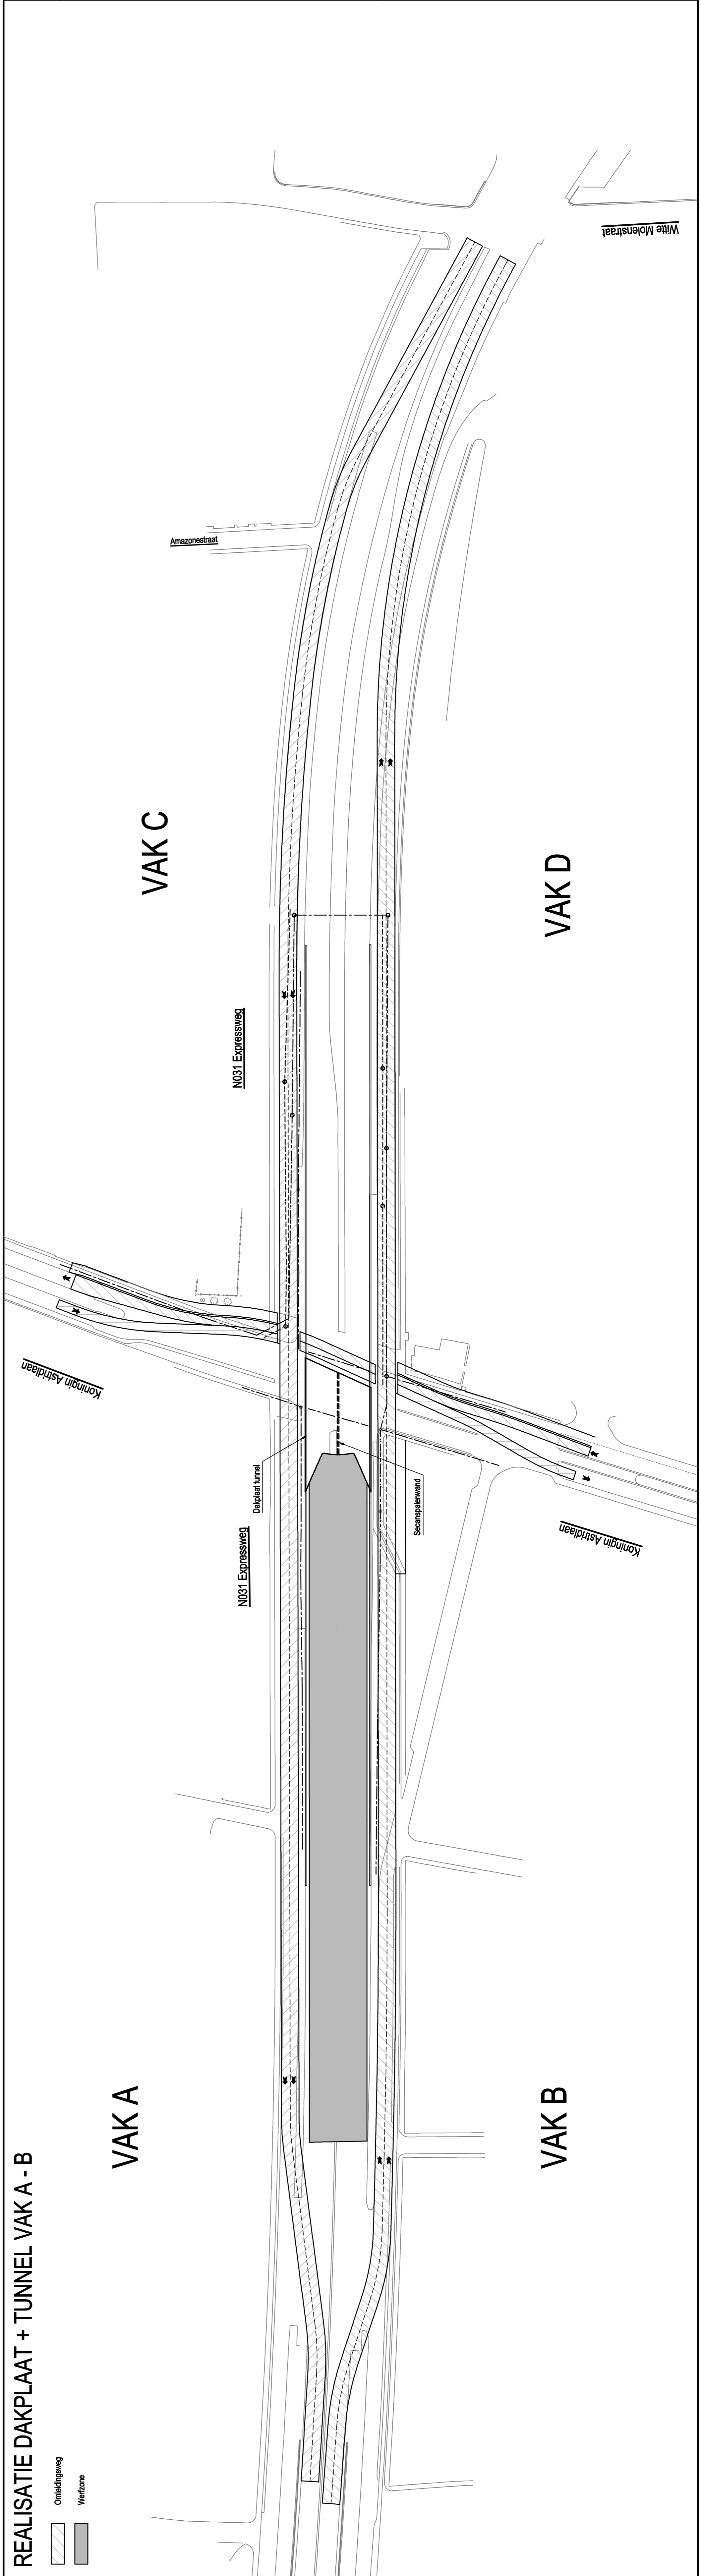 REALISATIE DAKPLAAT + TUNNEL VAK A - B
Omleidingsweg
Werfzone
VAK A
VAK B
N031 Expressweg
Dakplaat tunnel
Secanspalenwand
Koningin Astridlaan
Koningin Astridlaan
N031 Expressweg
VAK C
VAK D
Amazonestraat
Witte Molenstraat